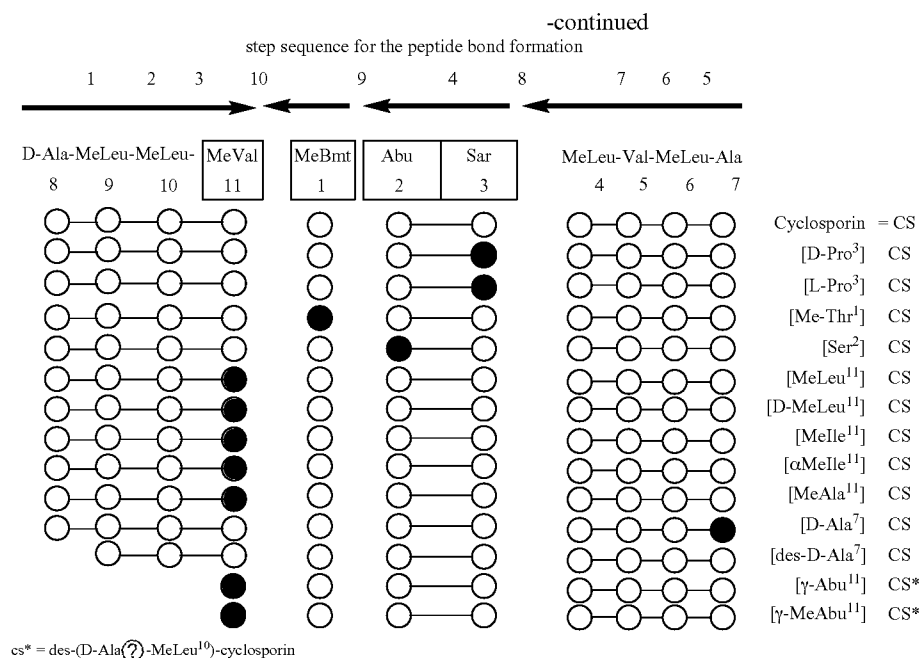 -continued
step sequence for the peptide bond formation
1 2 3 10 9 4 8 7 6 5
D-Ala-MeLeu-MeLeu- MeVal MeBmt Abu Sar MeLeu-Val-MeLeu-Ala
8 9 10 11 1 2 3 4 5 6 7
Cyclosporin = CS
[D-Pro³] CS
[L-Pro³] CS
[Me-Thr¹] CS
[Ser²] CS
[MeLeu¹¹] CS
[D-MeLeu¹¹] CS
[MeIle¹¹] CS
[αMeIle¹¹] CS
[MeAla¹¹] CS
[D-Ala⁷] CS
[des-D-Ala⁷] CS
[γ-Abu¹¹] CS*
[γ-MeAbu¹¹] CS*
cs* = des-(D-Ala(?)-MeLeu¹⁰)-cyclosporin